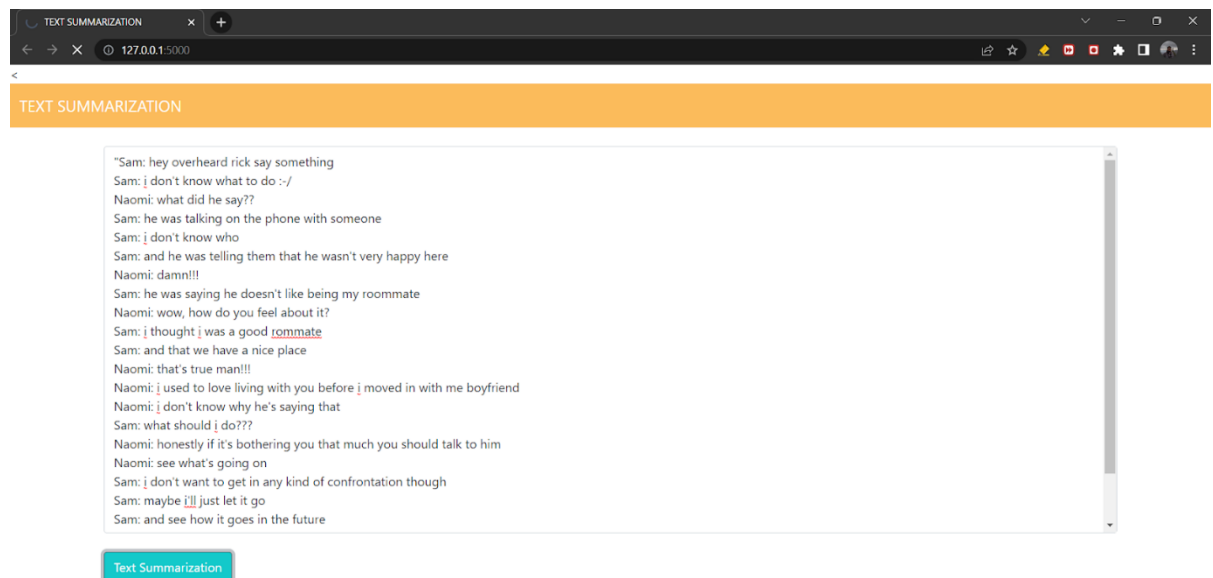 TEXT SUMMARIZATION
127.0.0.1:5000
<
TEXT SUMMARIZATION
"Sam: hey overheard rick say something
Sam: i don't know what to do :-/
Naomi: what did he say??
Sam: he was talking on the phone with someone
Sam: i don't know who
Sam: and he was telling them that he wasn't very happy here
Naomi: damn!!!
Sam: he was saying he doesn't like being my roommate
Naomi: wow, how do you feel about it?
Sam: i thought i was a good rommate
Sam: and that we have a nice place
Naomi: that's true man!!!
Naomi: i used to love living with you before i moved in with me boyfriend
Naomi: i don't know why he's saying that
Sam: what should i do???
Naomi: honestly if it's bothering you that much you should talk to him
Naomi: see what's going on
Sam: i don't want to get in any kind of confrontation though
Sam: maybe i'll just let it go
Sam: and see how it goes in the future
Text Summarization